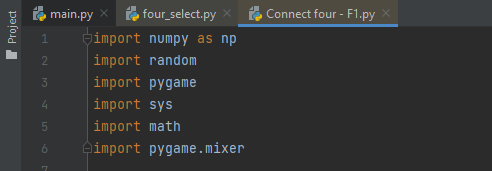 Project
main.py × four_select.py × Connect four - F1.py ×
1 import numpy as np
2 import random
3 import pygame
4 import sys
5 import math
6 import pygame.mixer
7